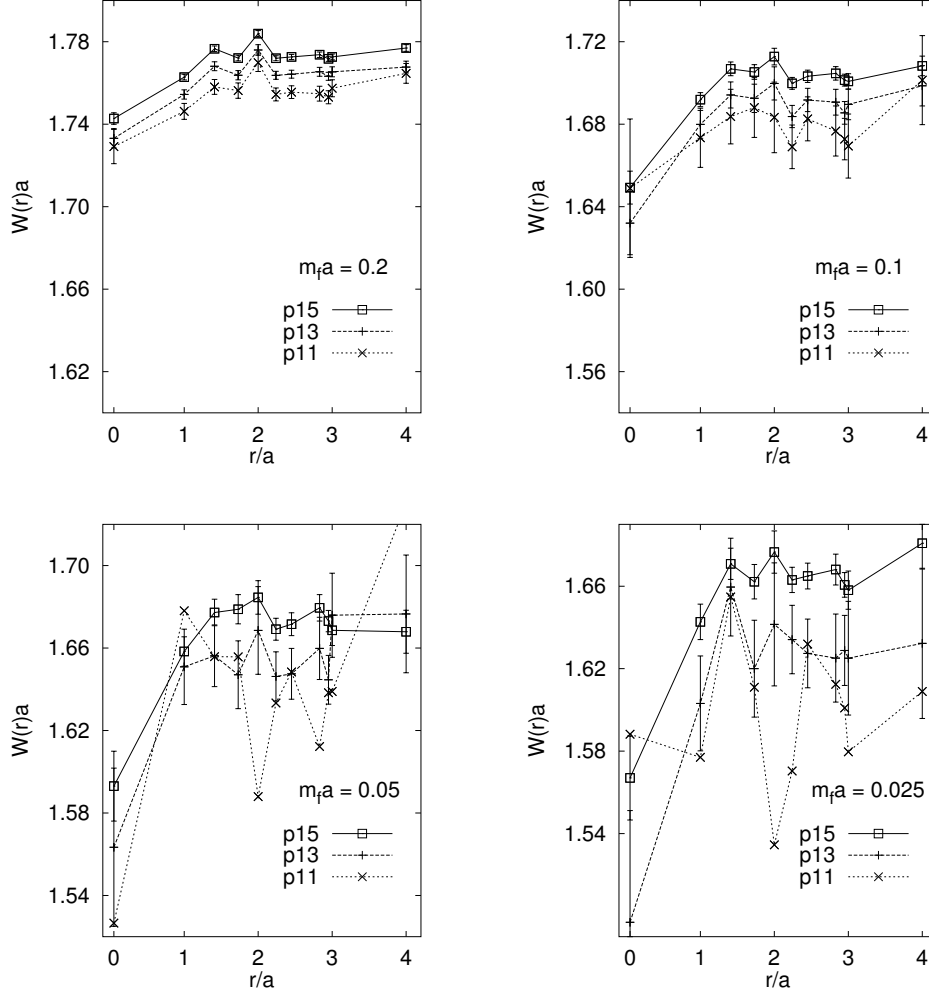 1.78
1.74
1.70
1.66
1.62
W(r)a
m_f a = 0.2
p15
p13
p11
0 1 2 3 4
r/a
1.72
1.68
1.64
1.60
1.56
W(r)a
m_f a = 0.1
p15
p13
p11
0 1 2 3 4
r/a
1.70
1.66
1.62
1.58
1.54
W(r)a
m_f a = 0.05
p15
p13
p11
0 1 2 3 4
r/a
1.66
1.62
1.58
1.54
W(r)a
m_f a = 0.025
p15
p13
p11
0 1 2 3 4
r/a